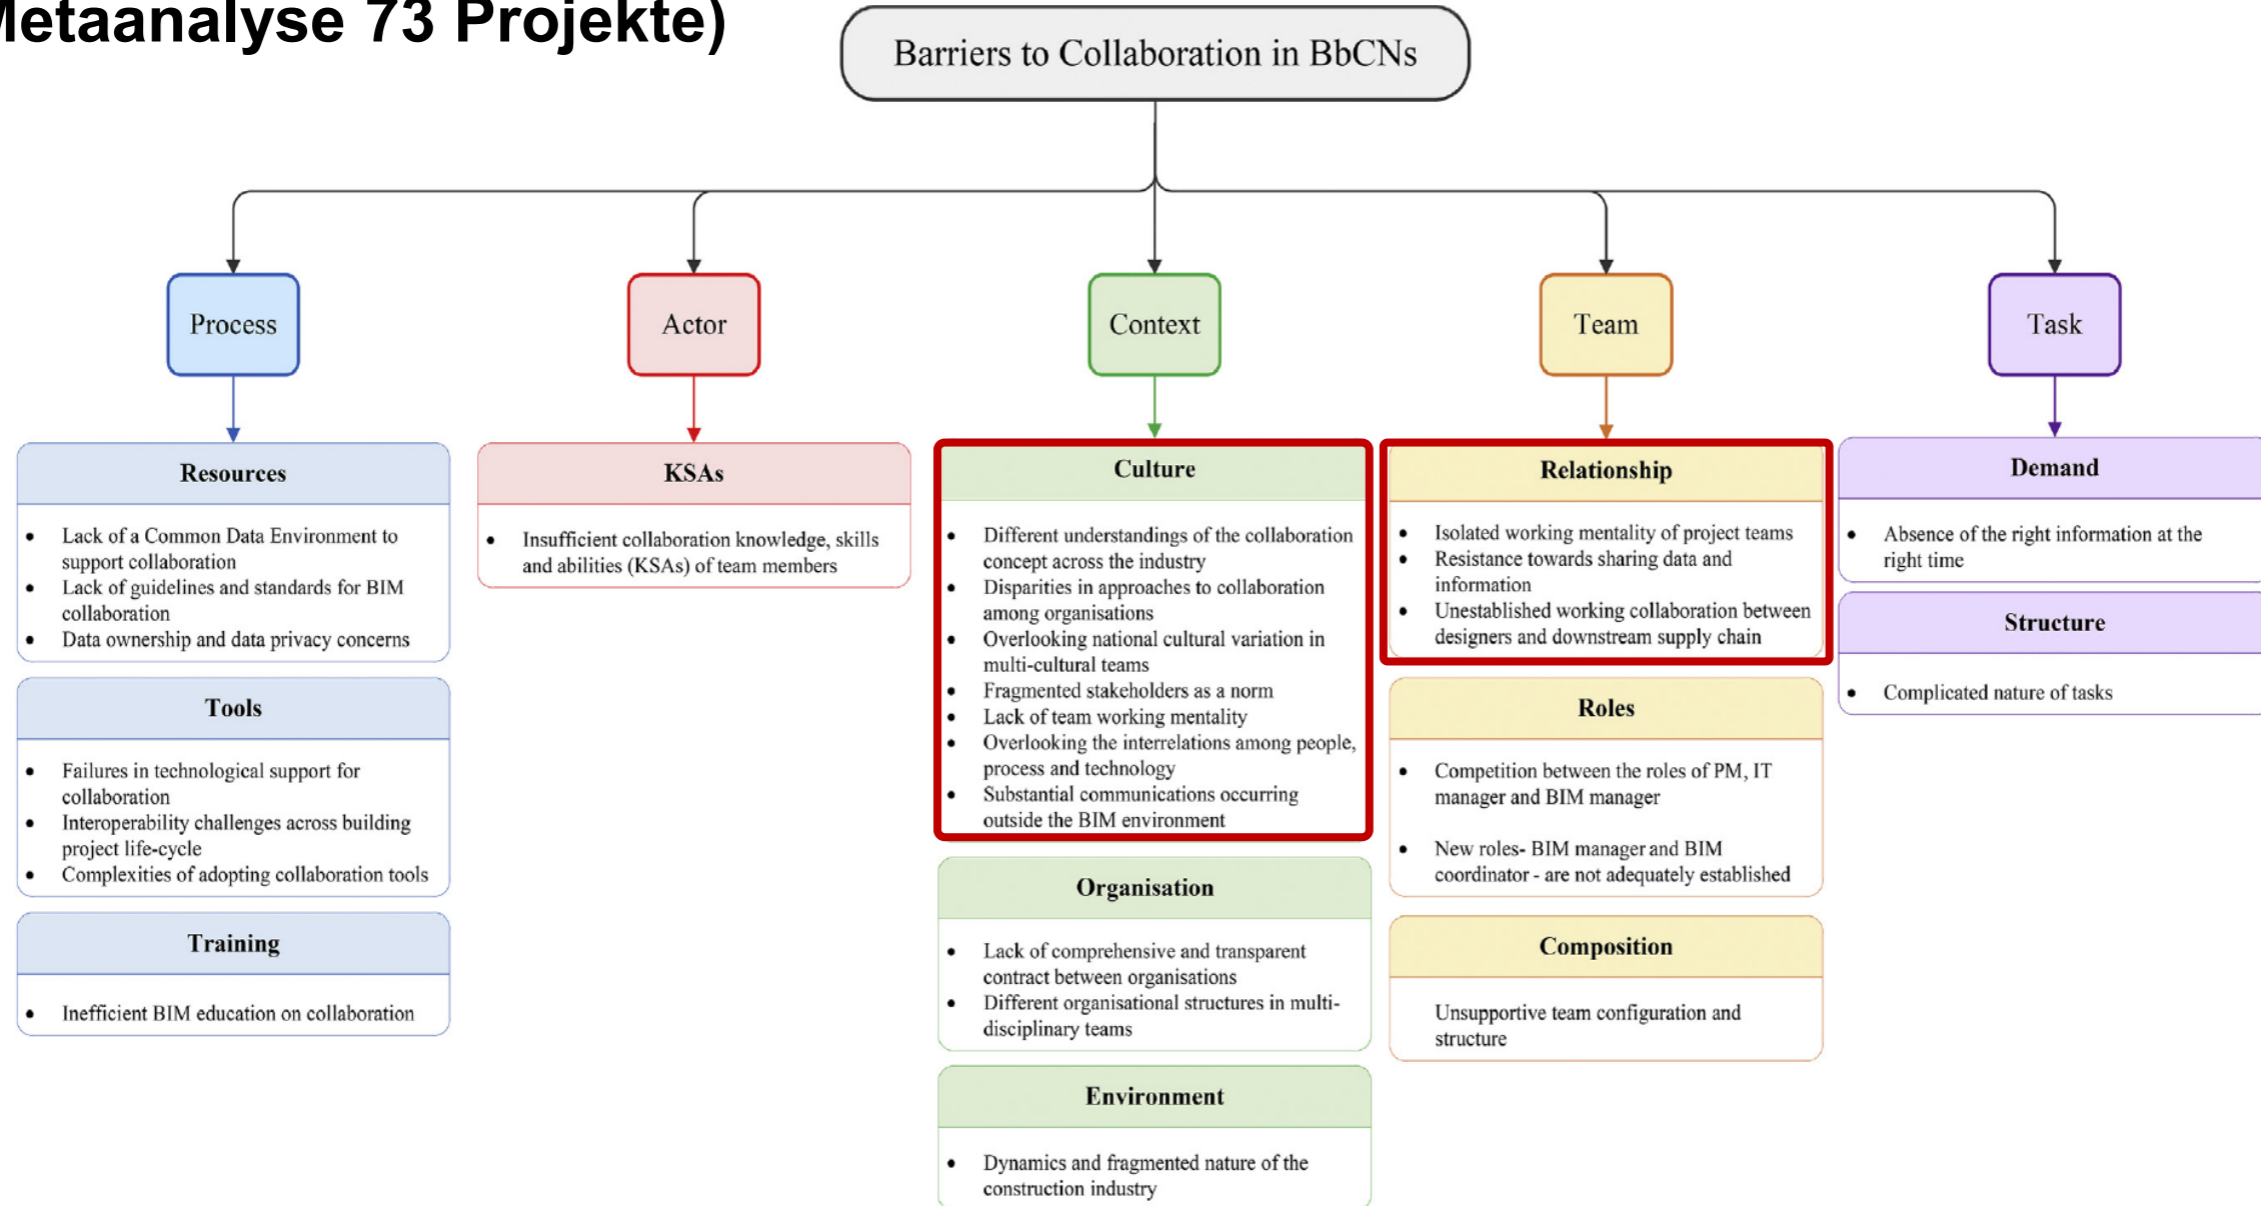 Metaanalyse 73 Projekte)
Barriers to Collaboration in BbCNs
Process
Actor
Context
Team
Task
Resources
• Lack of a Common Data Environment to
support collaboration
• Lack of guidelines and standards for BIM
collaboration
• Data ownership and data privacy concerns
Tools
• Failures in technological support for
collaboration
• Interoperability challenges across building
project life-cycle
• Complexities of adopting collaboration tools
Training
• Inefficient BIM education on collaboration
KSAs
• Insufficient collaboration knowledge, skills
and abilities (KSAs) of team members
Culture
• Different understandings of the collaboration
concept across the industry
• Disparities in approaches to collaboration
among organisations
• Overlooking national cultural variation in
multi-cultural teams
• Fragmented stakeholders as a norm
• Lack of team working mentality
• Overlooking the interrelations among people,
process and technology
• Substantial communications occurring
outside the BIM environment
Organisation
• Lack of comprehensive and transparent
contract between organisations
• Different organisational structures in multi-
disciplinary teams
Environment
• Dynamics and fragmented nature of the
construction industry
Relationship
• Isolated working mentality of project teams
• Resistance towards sharing data and
information
• Unestablished working collaboration between
designers and downstream supply chain
Roles
• Competition between the roles of PM, IT
manager and BIM manager
• New roles- BIM manager and BIM
coordinator - are not adequately established
Composition
Unsupportive team configuration and
structure
Demand
• Absence of the right information at the
right time
Structure
• Complicated nature of tasks